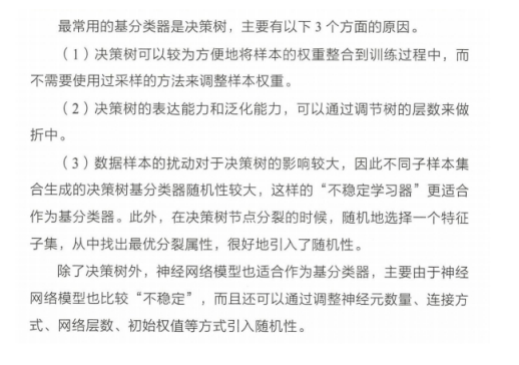 最常用的基分类器是决策树，主要有以下 3 个方面的原因。
（1）决策树可以较为方便地将样本的权重整合到训练过程中，而
不需要使用过采样的方法来调整样本权重。
（2）决策树的表达能力和泛化能力，可以通过调节树的层数来做
折中。
（3）数据样本的扰动对于决策树的影响较大，因此不同子样本集
合生成的决策树基分类器随机性较大，这样的“不稳定学习器”更适合
作为基分类器。此外，在决策树节点分裂的时候，随机地选择一个特征
子集，从中找出最优分裂属性，很好地引入了随机性。
除了决策树外，神经网络模型也适合作为基分类器，主要由于神经
网络模型也比较“不稳定”，而且还可以通过调整神经元数量、连接方
式、网络层数、初始权值等方式引入随机性。